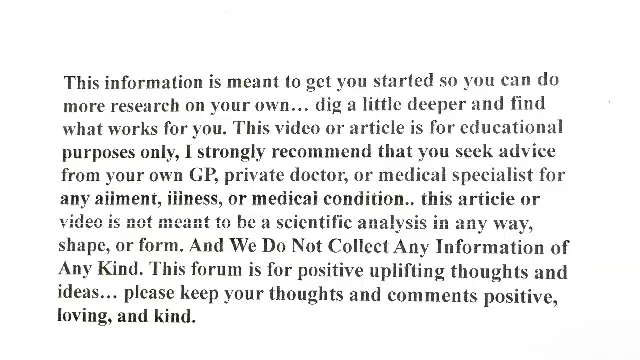 This information is meant to get you started so you can do
more research on your own... dig a little deeper and find
what works for you. This video or article is for educational
purposes only, I strongly recommend that you seek advice
from your own GP, private doctor, or medical specialist for
any ailment, illness, or medical condition.. this article or
video is not meant to be a scientific analysis in any way,
shape, or form. And We Do Not Collect Any Information of
Any Kind. This forum is for positive uplifting thoughts and
ideas... please keep your thoughts and comments positive,
loving, and kind.